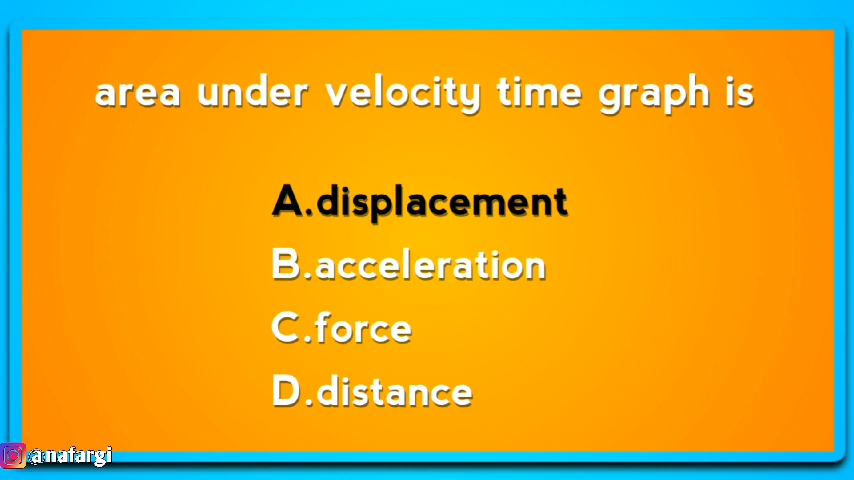 area under velocity time graph is
A.displacement
B.acceleration
C.force
D.distance
anafargi